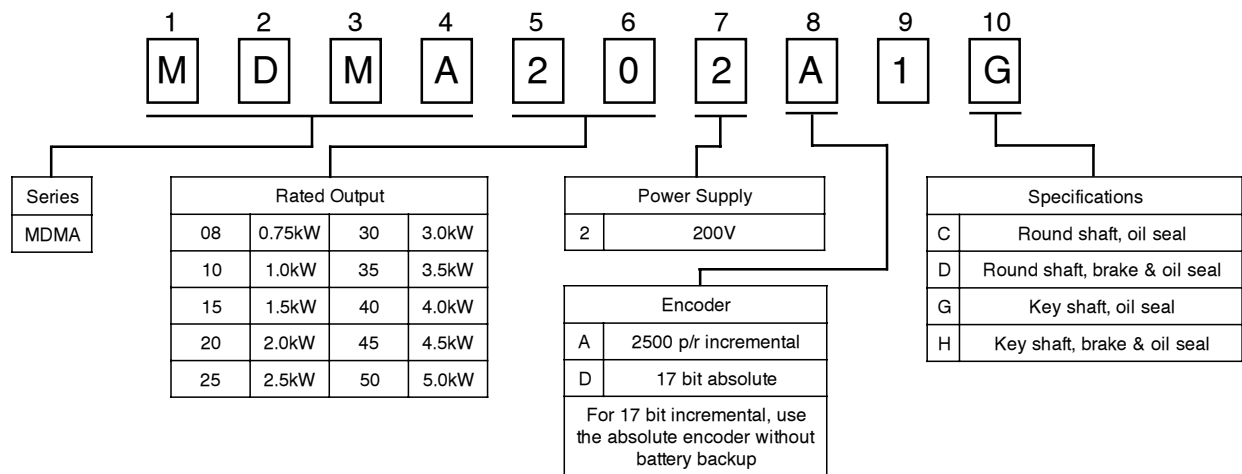 1 2 3 4 5 6 7 8 9 10
M D M A 2 0 2 A 1 G
Series
MDMA
Rated Output
08 0.75kW 30 3.0kW
10 1.0kW 35 3.5kW
15 1.5kW 40 4.0kW
20 2.0kW 45 4.5kW
25 2.5kW 50 5.0kW
Power Supply
2 200V
Encoder
A 2500 p/r incremental
D 17 bit absolute
For 17 bit incremental, use
the absolute encoder without
battery backup
Specifications
C Round shaft, oil seal
D Round shaft, brake & oil seal
G Key shaft, oil seal
H Key shaft, brake & oil seal